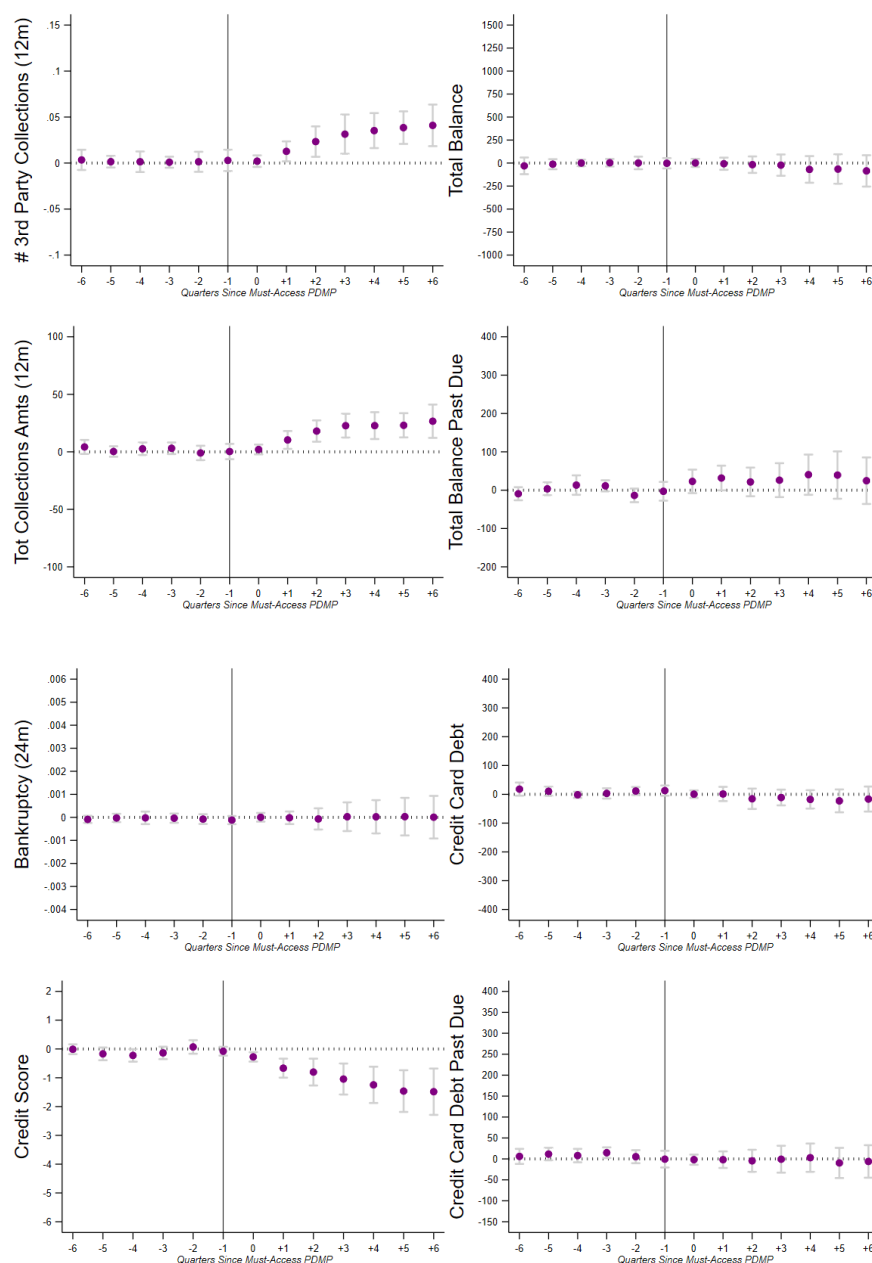 # 3rd Party Collections (12m)
.15
.1
.05
0
-.05
-.1
-6 -5 -4 -3 -2 -1 0 +1 +2 +3 +4 +5 +6
Quarters Since Must-Access PDMP
Total Balance
1500
1250
1000
750
500
250
0
-250
-500
-750
-1000
-6 -5 -4 -3 -2 -1 0 +1 +2 +3 +4 +5 +6
Quarters Since Must-Access PDMP
Tot Collections Amts (12m)
100
50
0
-50
-100
-6 -5 -4 -3 -2 -1 0 +1 +2 +3 +4 +5 +6
Quarters Since Must-Access PDMP
Total Balance Past Due
400
300
200
100
0
-100
-200
-6 -5 -4 -3 -2 -1 0 +1 +2 +3 +4 +5 +6
Quarters Since Must-Access PDMP
Bankruptcy (24m)
.006
.005
.004
.003
.002
.001
0
-.001
-.002
-.003
-.004
-6 -5 -4 -3 -2 -1 0 +1 +2 +3 +4 +5 +6
Quarters Since Must-Access PDMP
Credit Card Debt
400
300
200
100
0
-100
-200
-300
-400
-6 -5 -4 -3 -2 -1 0 +1 +2 +3 +4 +5 +6
Quarters Since Must-Access PDMP
Credit Score
2
1
0
-1
-2
-3
-4
-5
-6
-6 -5 -4 -3 -2 -1 0 +1 +2 +3 +4 +5 +6
Quarters Since Must-Access PDMP
Credit Card Debt Past Due
400
350
300
250
200
150
100
50
0
-50
-100
-150
-6 -5 -4 -3 -2 -1 0 +1 +2 +3 +4 +5 +6
Quarters Since Must-Access PDMP